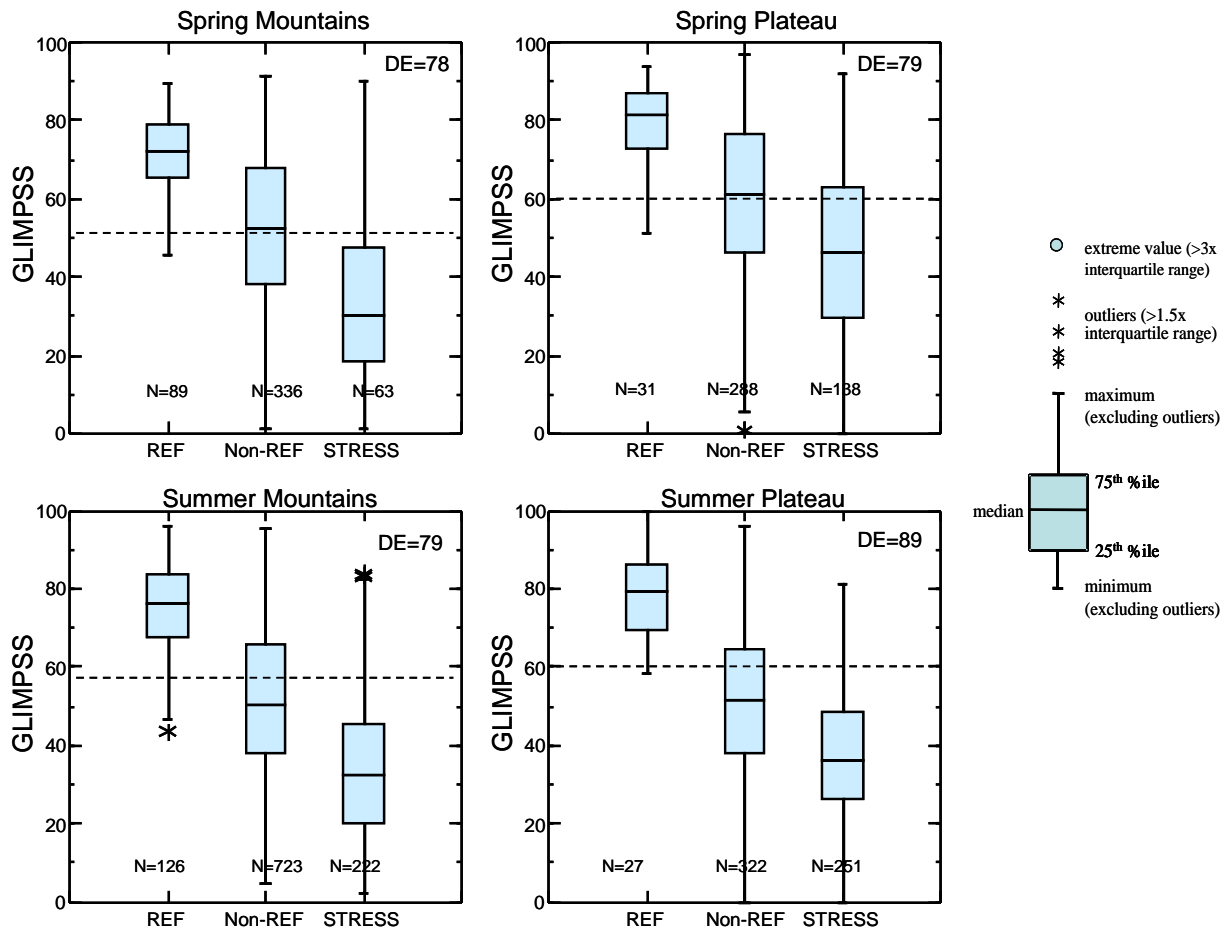 Spring Mountains
DE=78
GLIMPSS
100
80
60
40
20
0
N=89
N=336
N=63
REF
Non-REF
STRESS
Spring Plateau
DE=79
GLIMPSS
100
80
60
40
20
0
N=31
N=288
N=138
REF
Non-REF
STRESS
Summer Mountains
DE=79
GLIMPSS
100
80
60
40
20
0
N=126
N=723
N=222
REF
Non-REF
STRESS
Summer Plateau
DE=89
GLIMPSS
100
80
60
40
20
0
N=27
N=322
N=251
REF
Non-REF
STRESS
extreme value (>3x
interquartile range)
outliers (>1.5x
interquartile range)
maximum
(excluding outliers)
75th %ile
median
25th %ile
minimum
(excluding outliers)